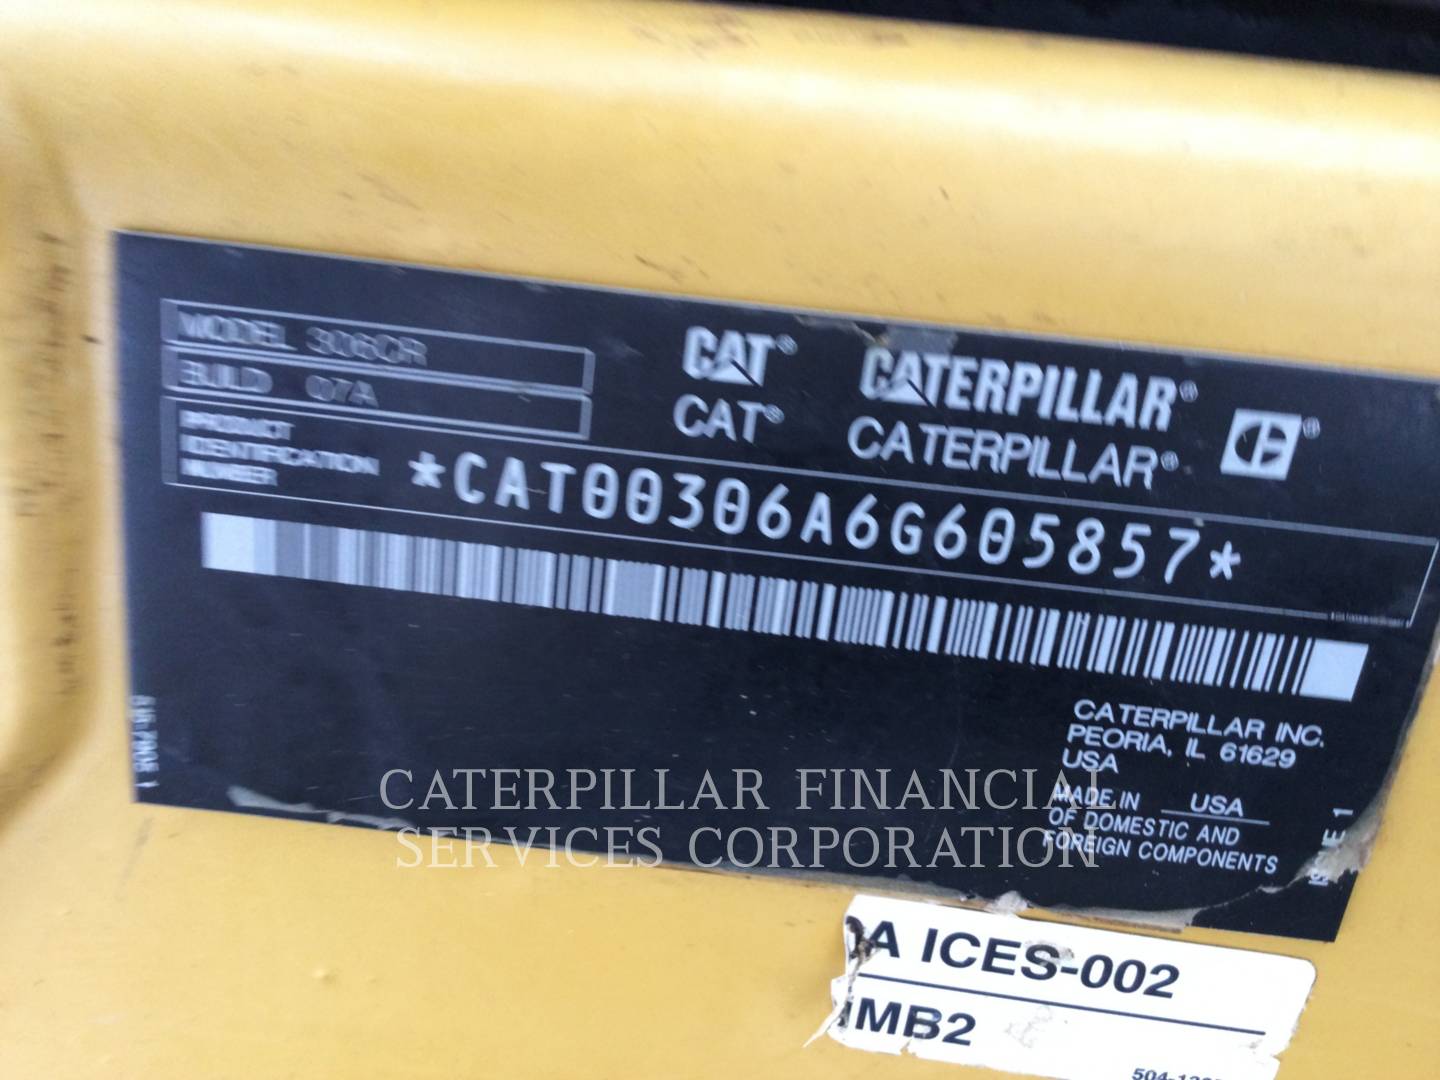 MODEL 306CR
BUILD 07A
PRODUCT
IDENTIFICATION
NUMBER
*CAT00306A6G605857*
CAT®
CAT®
CATERPILLAR®
CATERPILLAR®
CATERPILLAR INC.
PEORIA, IL 61629
USA
MADE IN USA
OF DOMESTIC AND
FOREIGN COMPONENTS
CATERPILLAR FINANCIAL
SERVICES CORPORATION
A ICES-002
NMB2